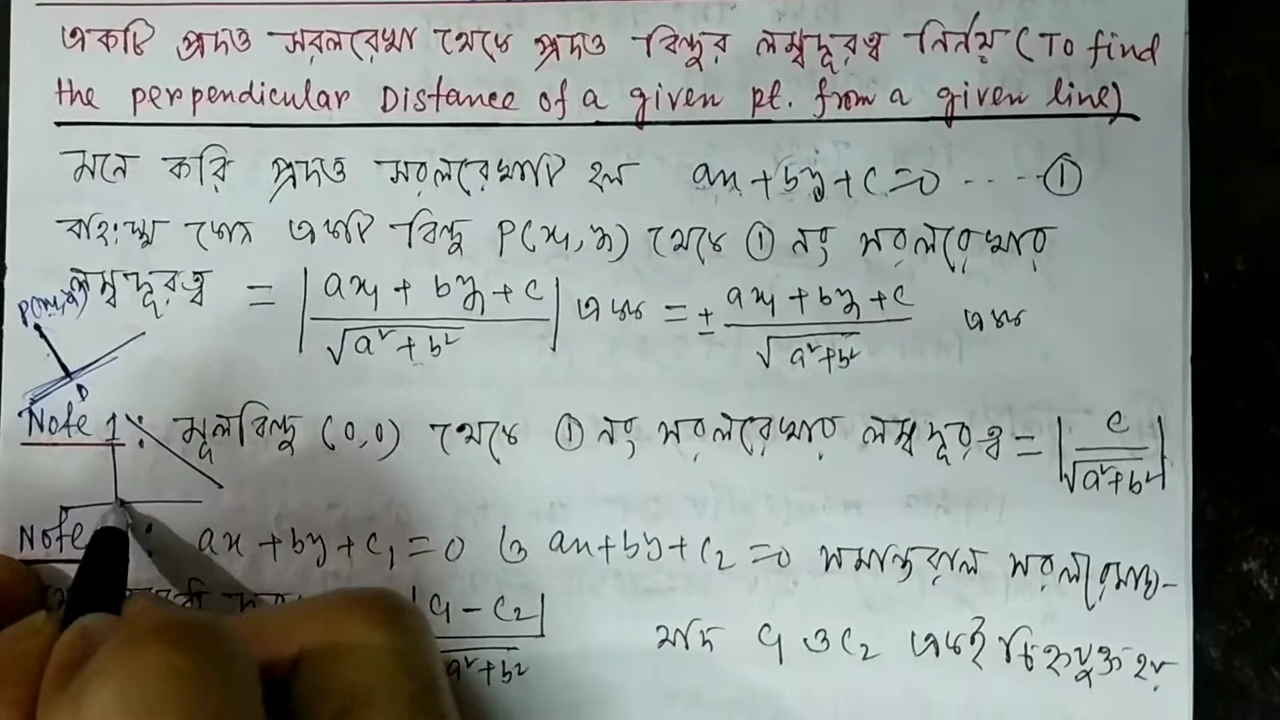 একটি প্রদত্ত সরলরেখা থেকে প্রদত্ত বিন্দুর লম্বদূরত্ব নির্ণয় (To find
the perpendicular Distance of a given pt. from a given line)
মনে করি প্রদত্ত সরলরেখাটি হল ax+by+c=0 ----- ①
বহিঃস্থ কোন একটি বিন্দু P(x₁,y₁) থেকে ① নং সরলরেখার
লম্বদূরত্ব = |ax₁ + by₁ + c / √a²+b²| একক = ± ax₁ + by₁ + c / √a²+b² একক
P(x₁,y₁)
Note 1: মূলবিন্দু (0,0) থেকে ① নং সরলরেখার লম্বদূরত্ব = |c / √a²+b²|
Note : ax+by+c₁=0 ও ax+by+c₂=0 সমান্তরাল সরলরেখা-
|c₁ - c₂| / a²+b² যদি c₁ ও c₂ একই চিহ্নযুক্ত হয়